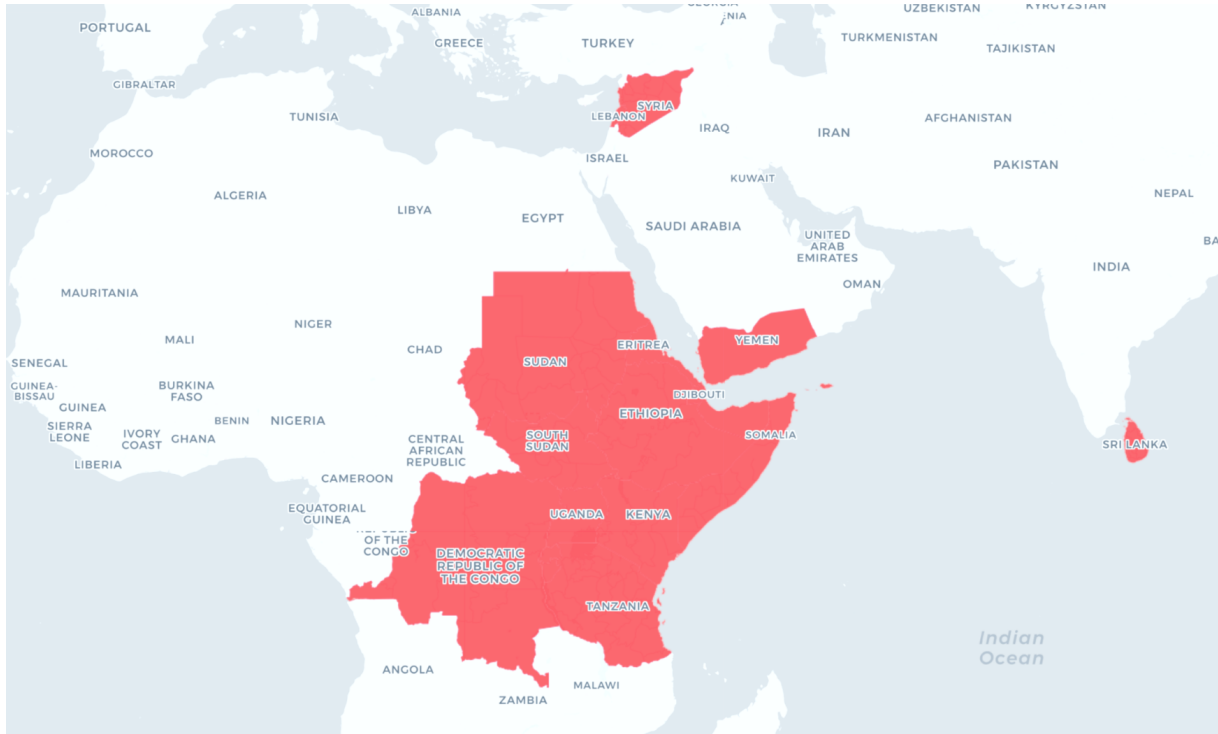 ALBANIA
UZBEKISTAN
KYRGYZSTAN
PORTUGAL
GREECE
TURKEY
TURKMENISTAN
TAJIKISTAN
GIBRALTAR
SYRIA
LEBANON
TUNISIA
IRAQ
IRAN
AFGHANISTAN
MOROCCO
ISRAEL
PAKISTAN
KUWAIT
ALGERIA
NEPAL
LIBYA
EGYPT
SAUDI ARABIA
UNITED
ARAB
EMIRATES
BA
INDIA
OMAN
MAURITANIA
NIGER
MALI
CHAD
ERITREA
YEMEN
SUDAN
SENEGAL
GUINEA-
BISSAU
BURKINA
FASO
DJIBOUTI
GUINEA
BENIN
NIGERIA
ETHIOPIA
SIERRA
LEONE
IVORY
COAST
GHANA
CENTRAL
AFRICAN
REPUBLIC
SOUTH
SUDAN
SOMALIA
SRI LANKA
LIBERIA
CAMEROON
EQUATORIAL
GUINEA
UGANDA
KENYA
OF THE
CONGO
DEMOCRATIC
REPUBLIC OF
THE CONGO
TANZANIA
Indian
Ocean
ANGOLA
MALAWI
ZAMBIA